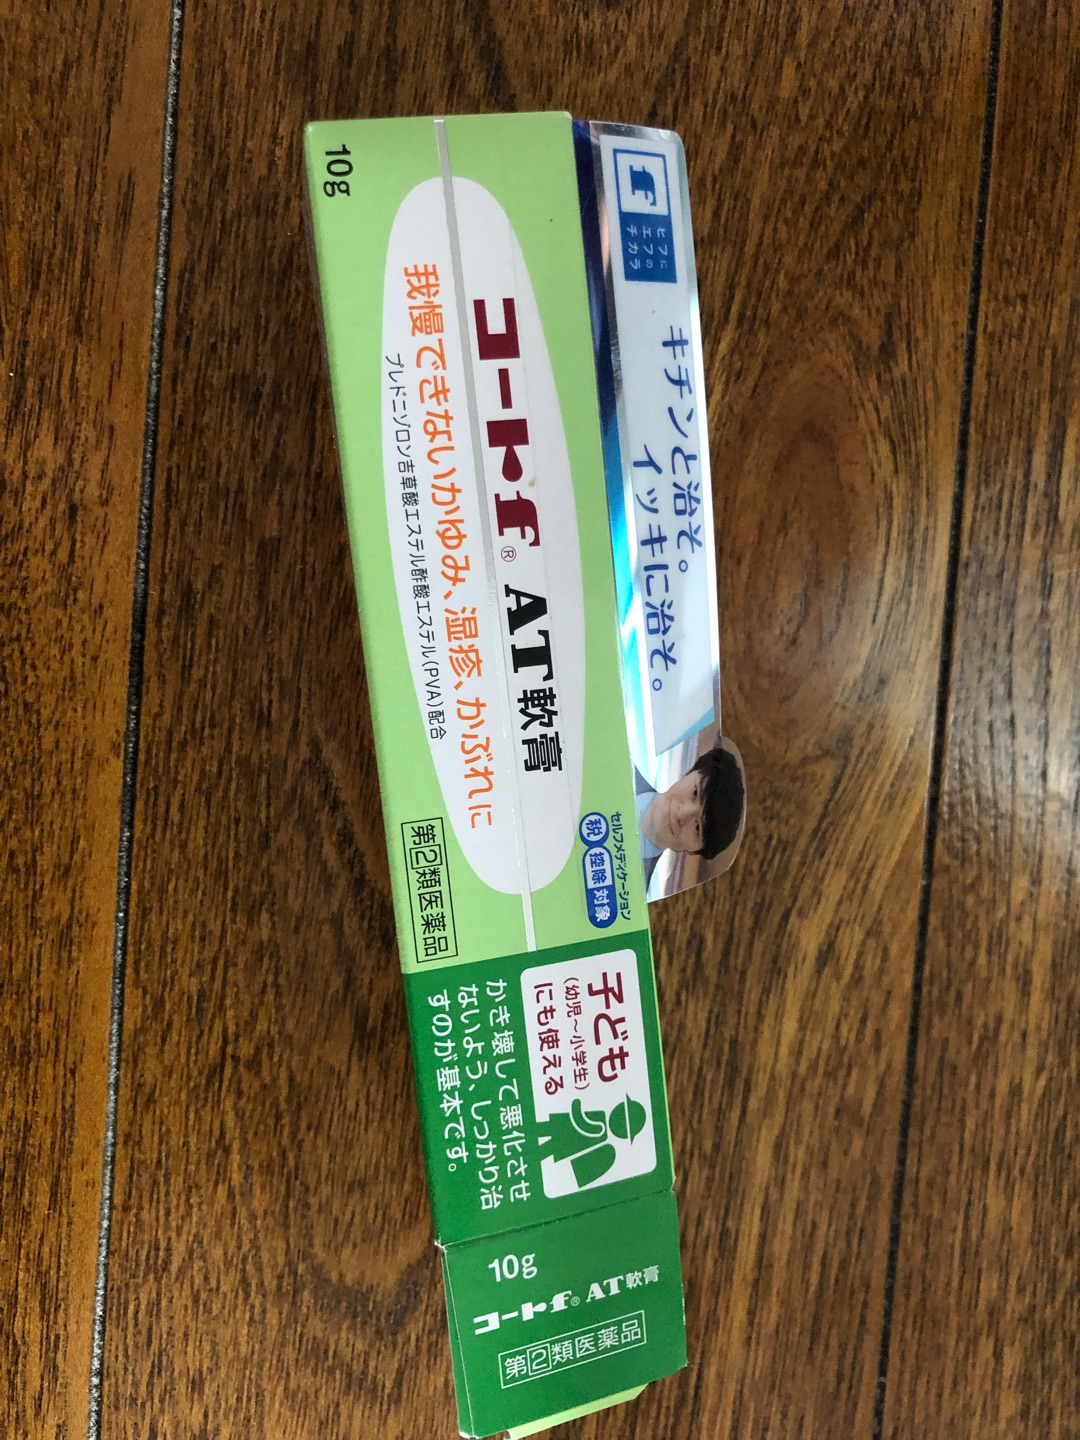 f
ヒフに
エフの
チカラ
キチンと治そ。
イッキに治そ。
10g
コートf® AT軟膏
我慢できないかゆみ、湿疹、かぶれに
プレドニゾロン吉草酸エステル酢酸エステル(PVA)配合
セルフメディケーション
税 控除 対象
第②類医薬品
子ども
(幼児〜小学生)
にも使える
かき壊して悪化させ
ないよう、しっかり治
すのが基本です。
10g
コートf® AT軟膏
第②類医薬品